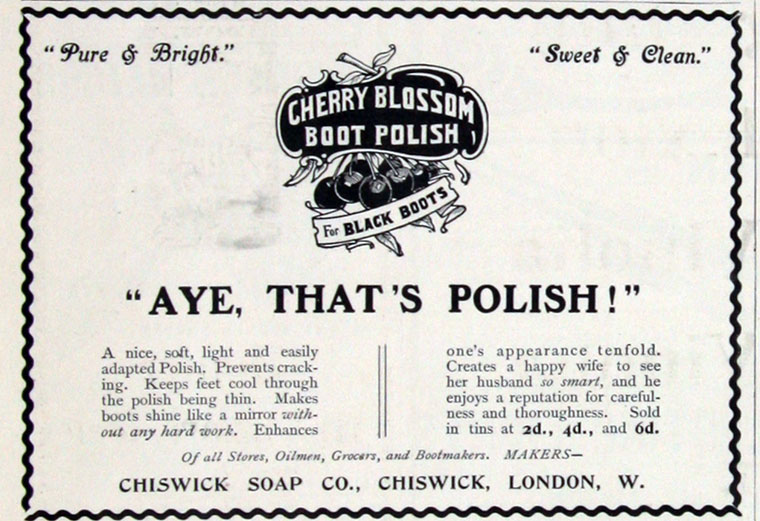 "Pure & Bright."
"Sweet & Clean."
CHERRY BLOSSOM
BOOT POLISH
For BLACK BOOTS
"AYE, THAT'S POLISH!"
A nice, soft, light and easily
adapted Polish. Prevents crack-
ing. Keeps feet cool through
the polish being thin. Makes
boots shine like a mirror with-
out any hard work. Enhances
one's appearance tenfold.
Creates a happy wife to see
her husband so smart, and he
enjoys a reputation for careful-
ness and thoroughness. Sold
in tins at 2d., 4d., and 6d.
Of all Stores, Oilmen, Grocers, and Bootmakers. MAKERS—
CHISWICK SOAP CO., CHISWICK, LONDON, W.